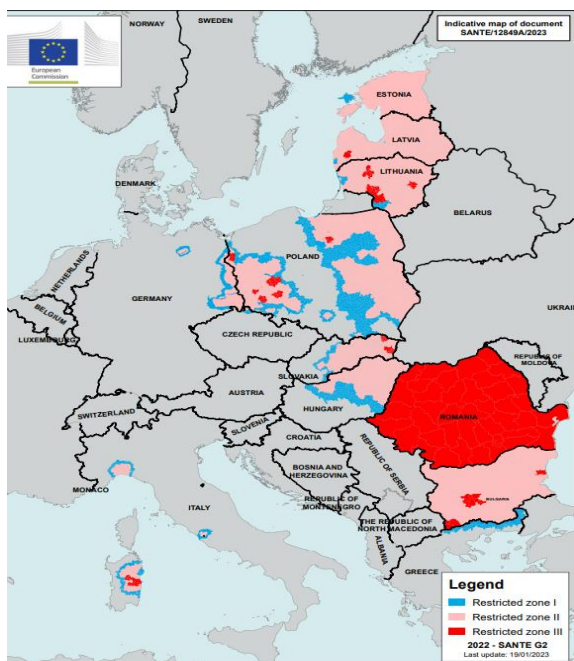 NORWAY
SWEDEN
Indicative map of document
SANTE/12849A/2023
European
Commission
ESTONIA
LATVIA
LITHUANIA
DENMARK
BELARUS
NETHERLANDS
POLAND
GERMANY
BELGIUM
UKRAI
LUXEMBOURG
CZECH REPUBLIC
SLOVAKIA
REPUBLIC OF
MOLDOVA
AUSTRIA
HUNGARY
SWITZERLAND
SLOVENIA
ROMANIA
CROATIA
BOSNIA AND
HERZEGOVINA
REPUBLIC OF SERBIA
MONACO
ITALY
REPUBLIC OF
MONTENEGRO
BULGARIA
THE REPUBLIC OF
NORTH MACEDONIA
ALBANIA
GREECE
Legend
Restricted zone I
Restricted zone II
Restricted zone III
2022 - SANTE G2
Last update: 19/01/2023